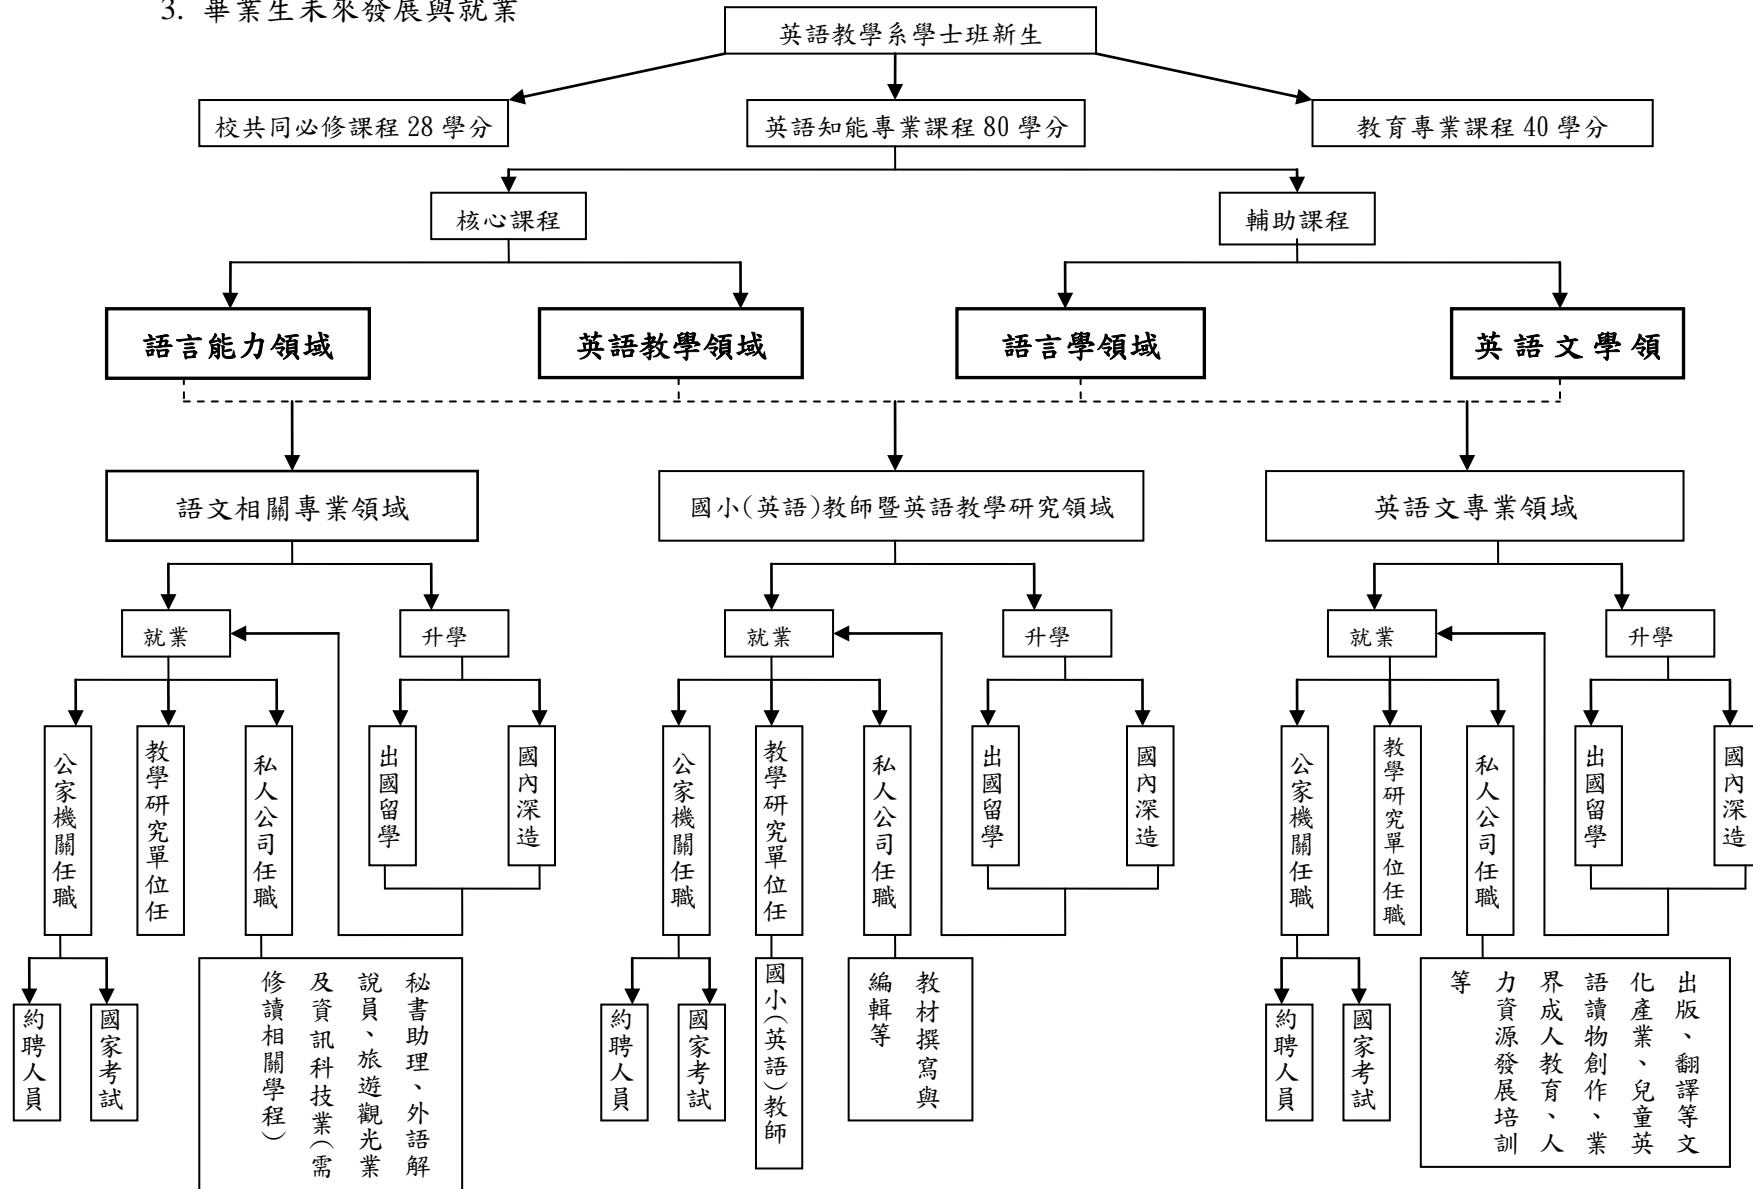 3. 畢業生未來發展與就業
英語教學系學士班新生
校共同必修課程 28 學分
英語知能專業課程 80 學分
教育專業課程 40 學分
核心課程
輔助課程
語言能力領域
英語教學領域
語言學領域
英語文學領
語文相關專業領域
國小(英語)教師暨英語教學研究領域
英語文專業領域
就業
升學
就業
升學
就業
升學
公家機關任職
教學研究單位任
私人公司任職
出國留學
國內深造
公家機關任職
教學研究單位任
私人公司任職
出國留學
國內深造
公家機關任職
教學研究單位任職
私人公司任職
出國留學
國內深造
約聘人員
國家考試
秘書助理、外語解
說員、旅遊觀光業
及資訊科技業(需
修讀相關學程)
約聘人員
國家考試
國小(英語)教師
教材撰寫與
編輯等
約聘人員
國家考試
出版、翻譯等文
化產業、兒童英
語讀物創作、業
界成人教育、人
力資源發展培訓
等